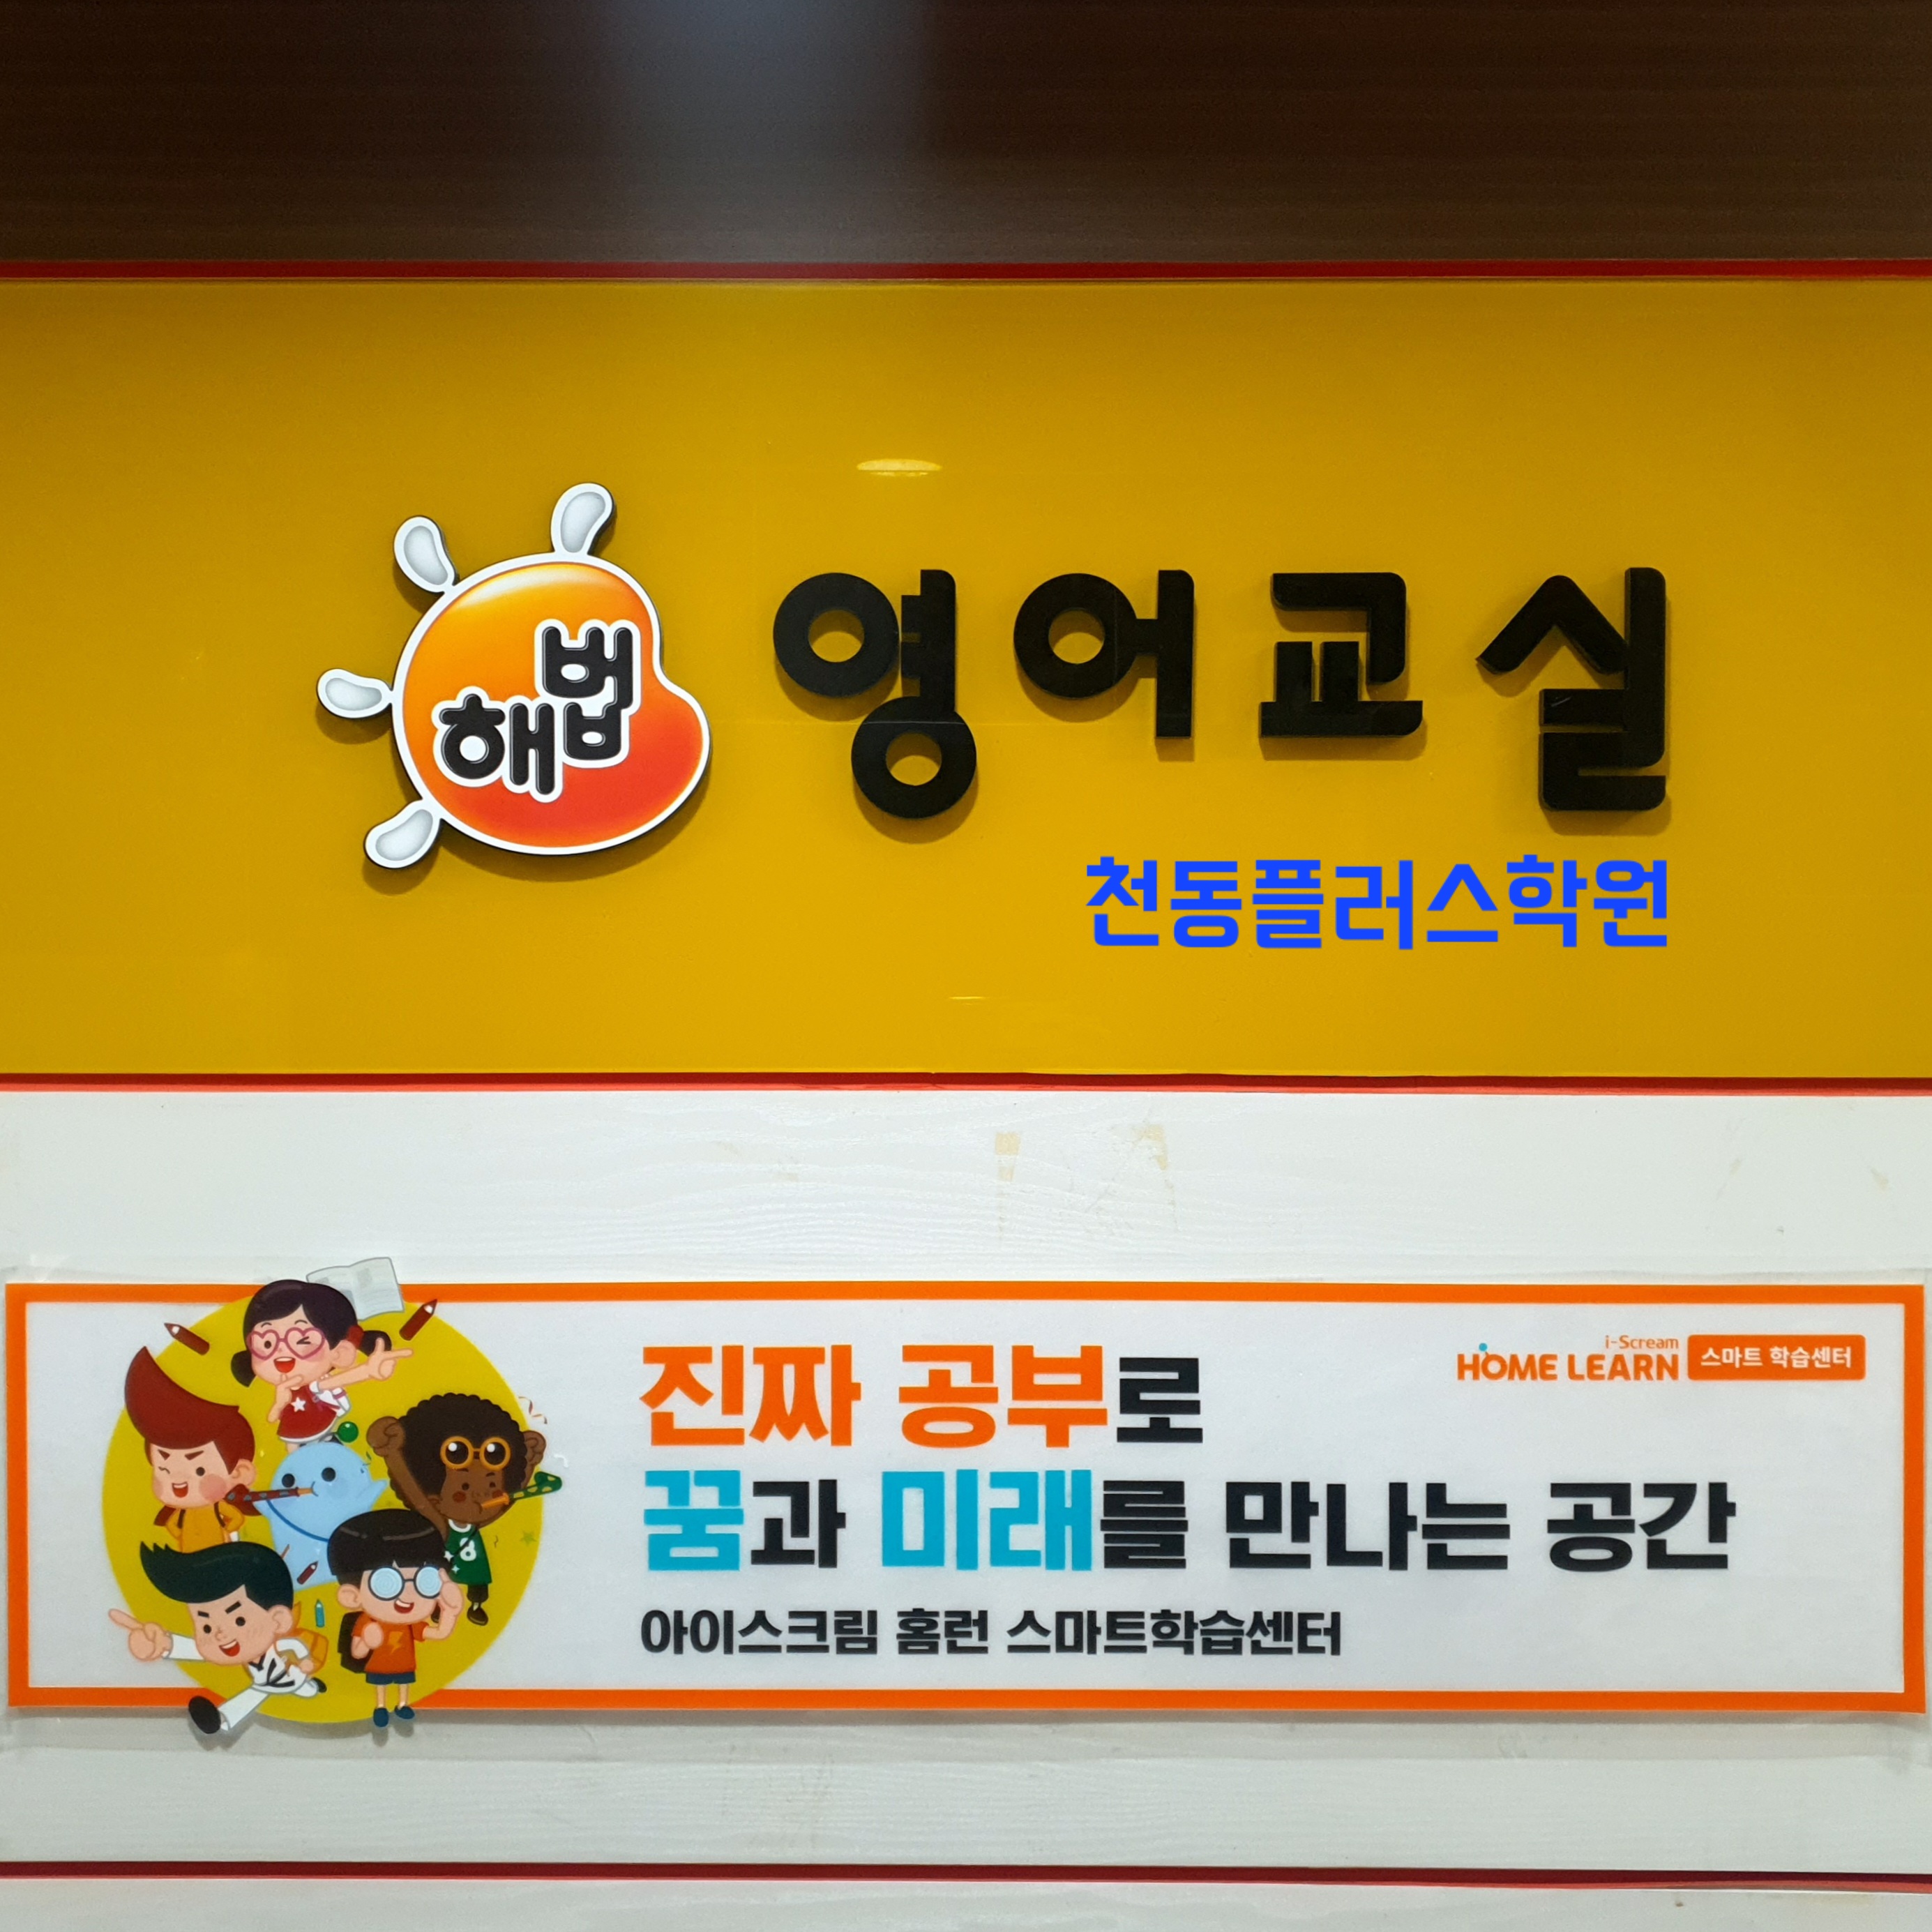 해법 영어교실
천동플러스학원
i-Scream
HOME LEARN 스마트 학습센터
진짜 공부로
꿈과 미래를 만나는 공간
아이스크림 홈런 스마트학습센터